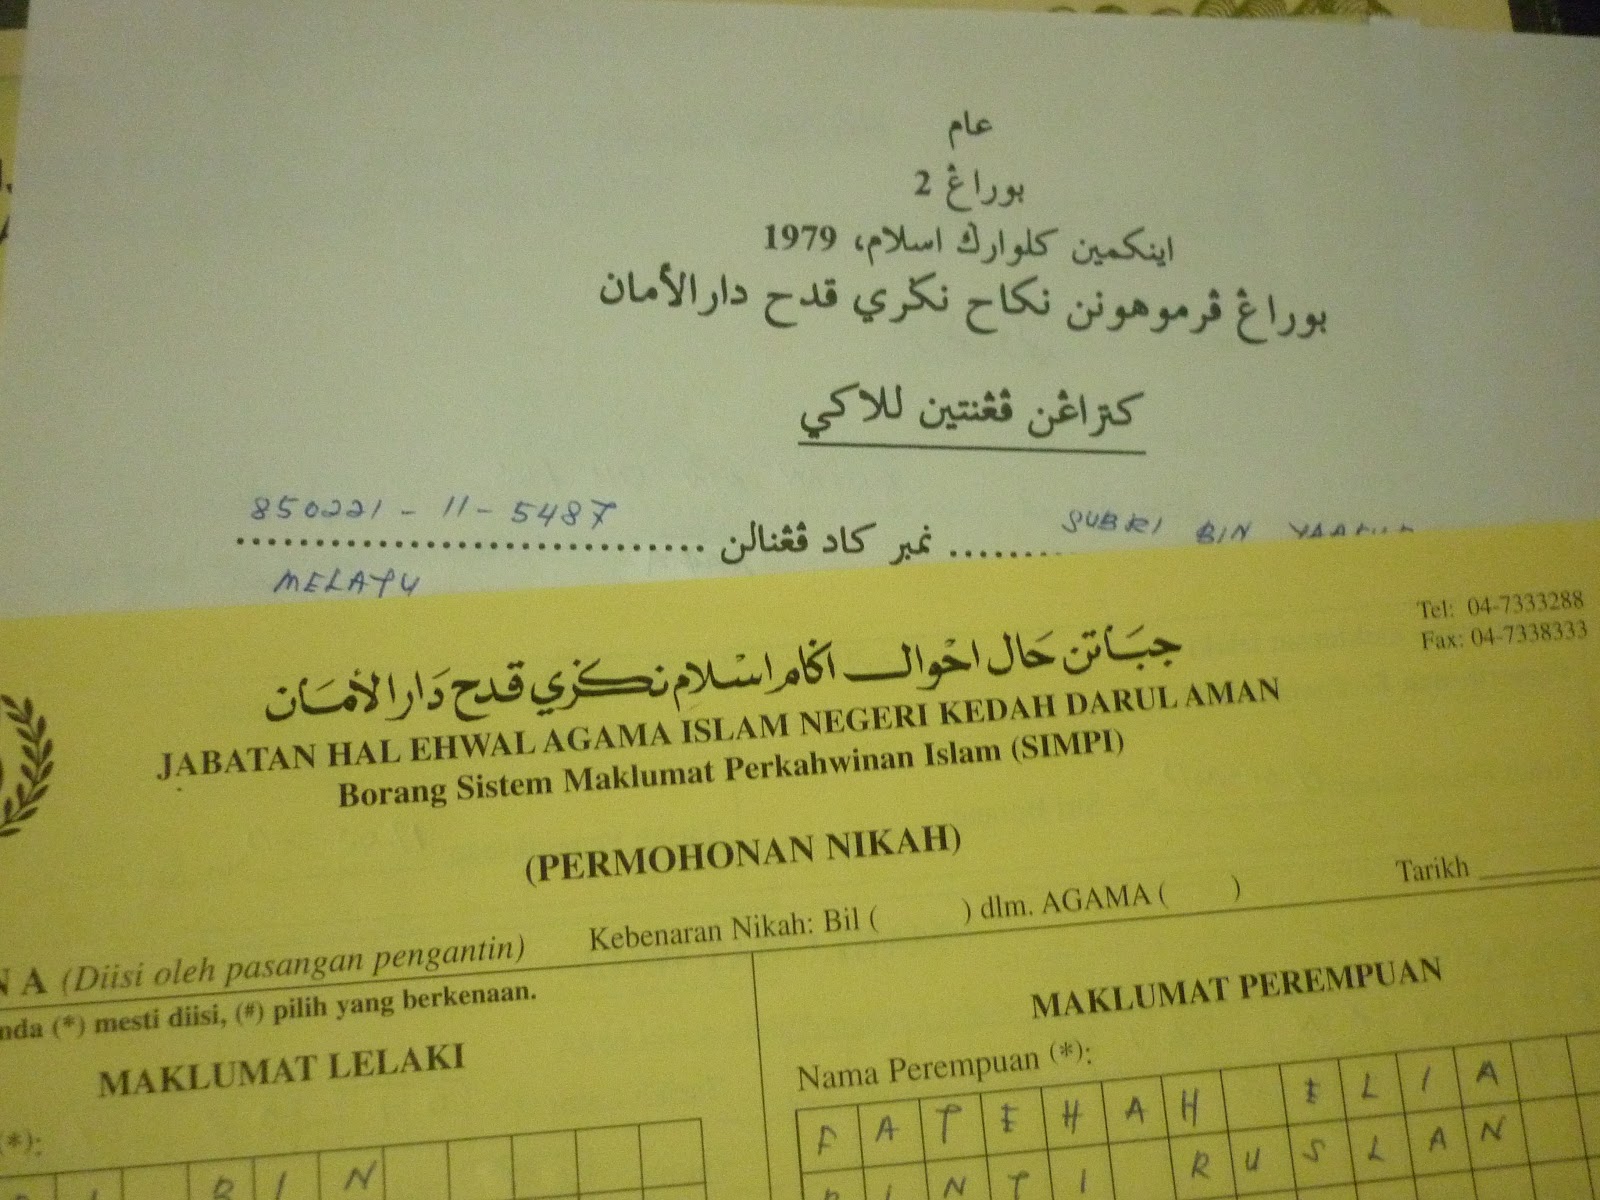 عام
بوراڠ 2
اينكمين كلوارݢ اسلام، 1979
بوراڠ ڤرموهونن نكاح نݢري قدح دارالأمان
كتراڠن ڤڠنتين للاكي
SUBRI BIN ........... نمبر كاد ڤڠنالن ............................... 850221-11-5487
MELAYU
Tel: 04-7333288
Fax: 04-7338333
جباتن حال احوال اݢام اسلام نݢري قدح دارالأمان
JABATAN HAL EHWAL AGAMA ISLAM NEGERI KEDAH DARUL AMAN
Borang Sistem Maklumat Perkahwinan Islam (SIMPI)
(PERMOHONAN NIKAH)
N A (Diisi oleh pasangan pengantin) Kebenaran Nikah: Bil ( ) dlm. AGAMA ( ) Tarikh
nda (*) mesti diisi, (#) pilih yang berkenaan.
MAKLUMAT LELAKI
(*):
BIN
MAKLUMAT PEREMPUAN
Nama Perempuan (*):
FATEHAH ELIA
BINTI RUSLAN